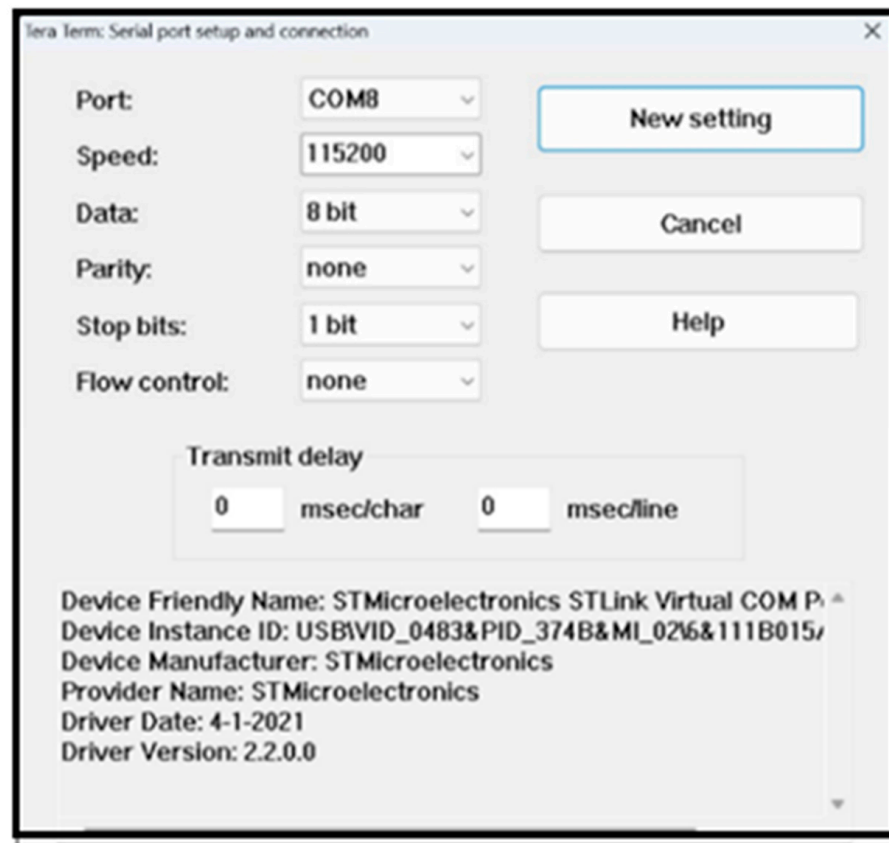 Tera Term: Serial port setup and connection
Port: COM8 New setting
Speed: 115200
Data: 8 bit Cancel
Parity: none
Stop bits: 1 bit Help
Flow control: none
Transmit delay
0 msec/char 0 msec/line
Device Friendly Name: STMicroelectronics STLink Virtual COM P
Device Instance ID: USB\VID_0483&PID_374B&MI_02\6&111B015
Device Manufacturer: STMicroelectronics
Provider Name: STMicroelectronics
Driver Date: 4-1-2021
Driver Version: 2.2.0.0